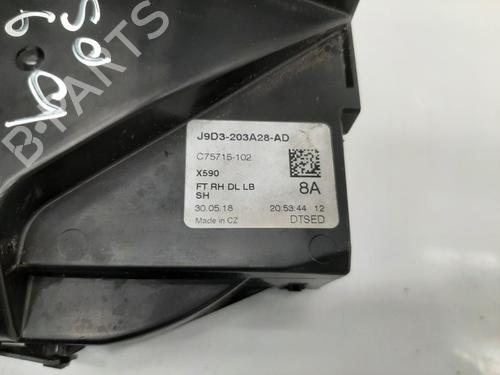 B-PARTS
J9D3-203A28-AD
C75715-102
X590
FT RH DL LB
SH
8A
30.05.18 20:53:44 12
Made in CZ DTSED